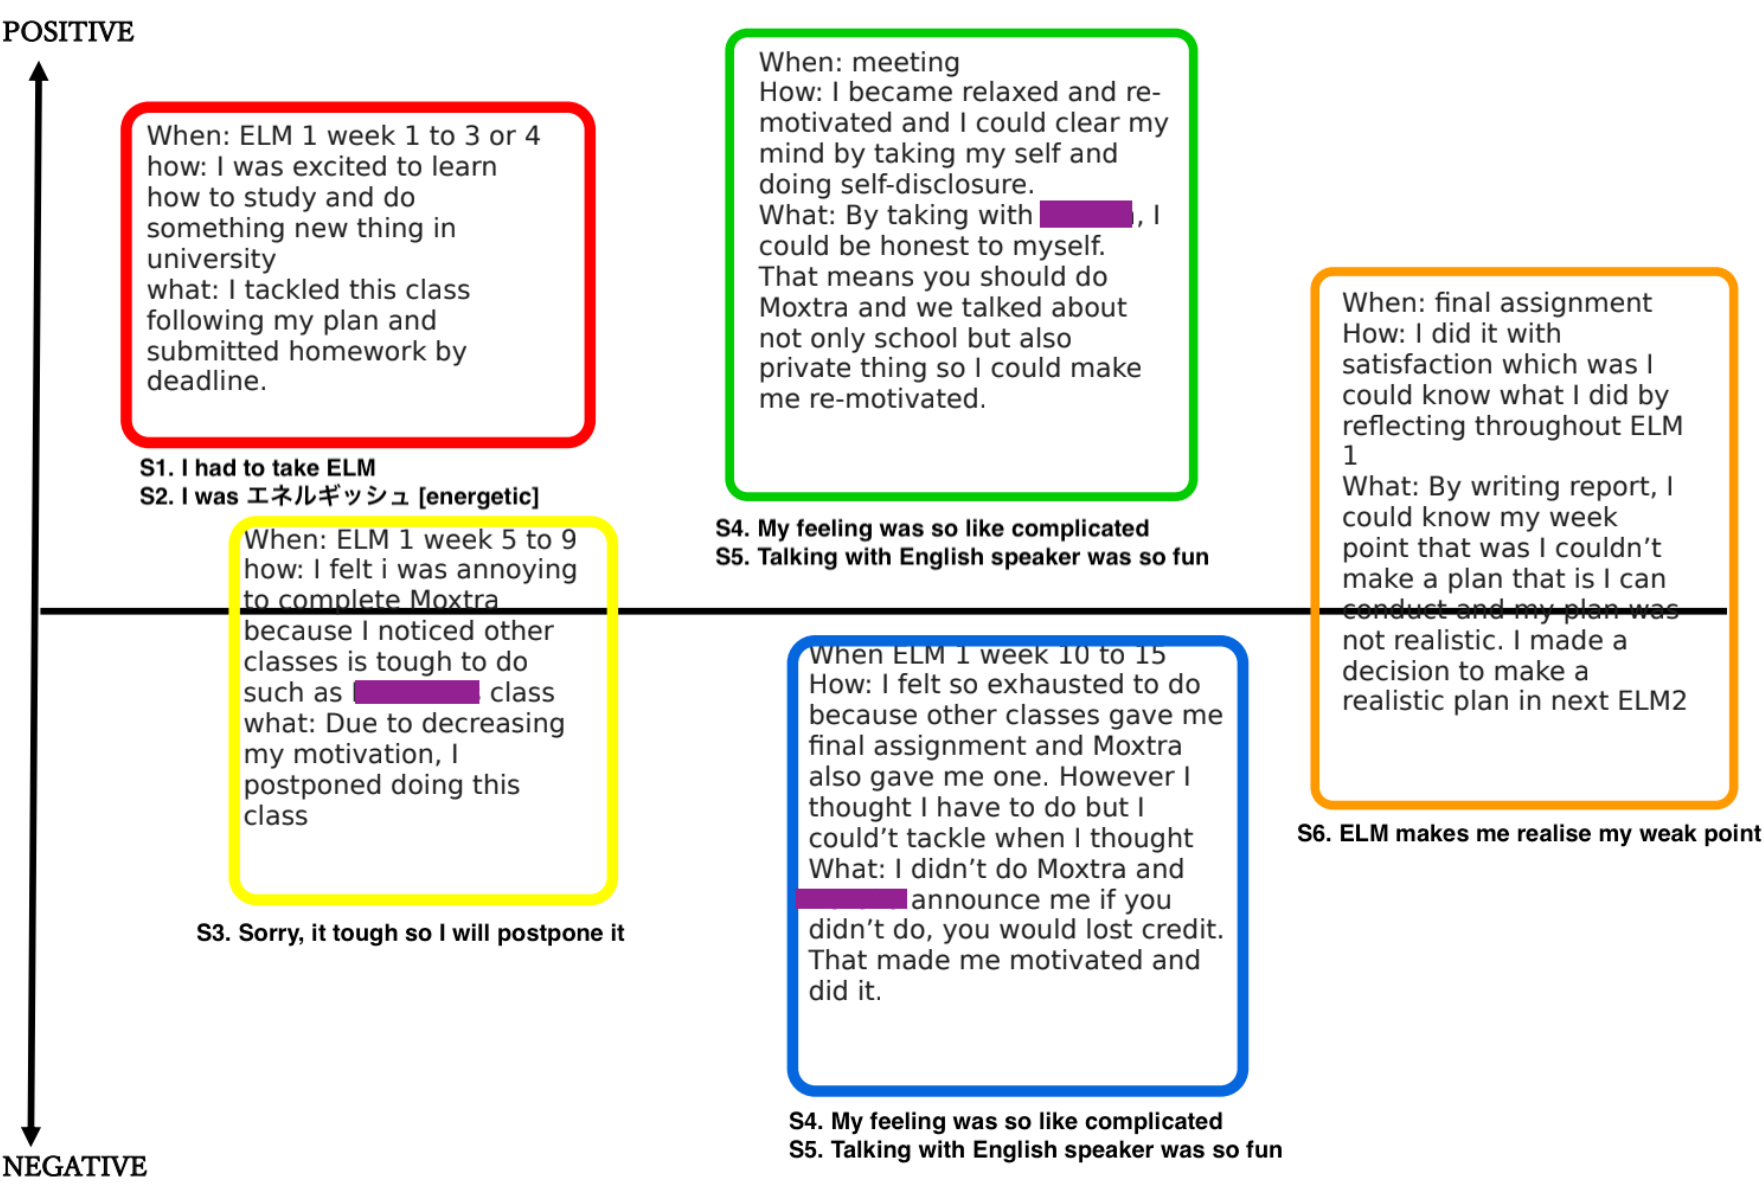 POSITIVE
When: ELM 1 week 1 to 3 or 4
how: I was excited to learn
how to study and do
something new thing in
university
what: I tackled this class
following my plan and
submitted homework by
deadline.
S1. I had to take ELM
S2. I was エネルギッシュ [energetic]
When: ELM 1 week 5 to 9
how: I felt i was annoying
to complete Moxtra
because I noticed other
classes is tough to do
such as class
what: Due to decreasing
my motivation, I
postponed doing this
class
S3. Sorry, it tough so I will postpone it
When: meeting
How: I became relaxed and re-
motivated and I could clear my
mind by taking my self and
doing self-disclosure.
What: By taking with , I
could be honest to myself.
That means you should do
Moxtra and we talked about
not only school but also
private thing so I could make
me re-motivated.
S4. My feeling was so like complicated
S5. Talking with English speaker was so fun
When ELM 1 week 10 to 15
How: I felt so exhausted to do
because other classes gave me
final assignment and Moxtra
also gave me one. However I
thought I have to do but I
could’t tackle when I thought
What: I didn’t do Moxtra and
announce me if you
didn’t do, you would lost credit.
That made me motivated and
did it.
S4. My feeling was so like complicated
S5. Talking with English speaker was so fun
When: final assignment
How: I did it with
satisfaction which was I
could know what I did by
reflecting throughout ELM
1
What: By writing report, I
could know my week
point that was I couldn’t
make a plan that is I can
conduct and my plan was
not realistic. I made a
decision to make a
realistic plan in next ELM2
S6. ELM makes me realise my weak point
NEGATIVE